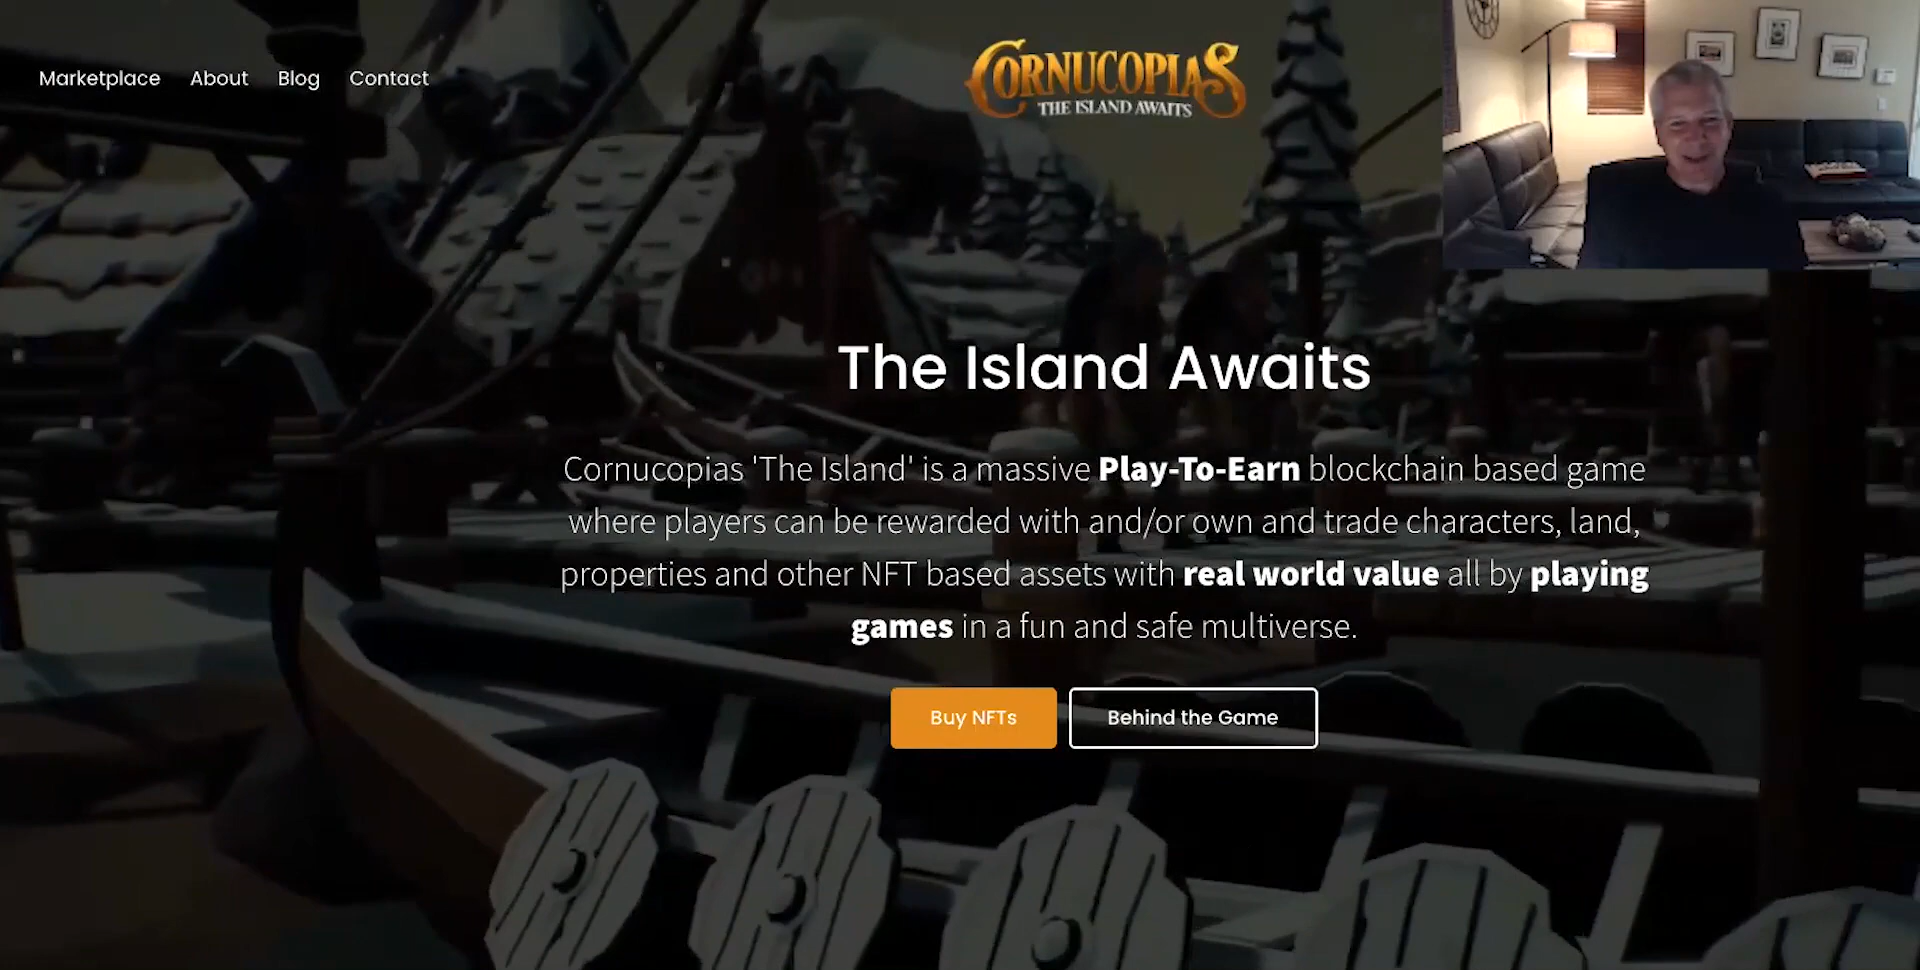 Marketplace About Blog Contact
CORNUCOPIAS
THE ISLAND AWAITS
The Island Awaits
Cornucopias 'The Island' is a massive Play-To-Earn blockchain based game
where players can be rewarded with and/or own and trade characters, land,
properties and other NFT based assets with real world value all by playing
games in a fun and safe multiverse.
Buy NFTs Behind the Game